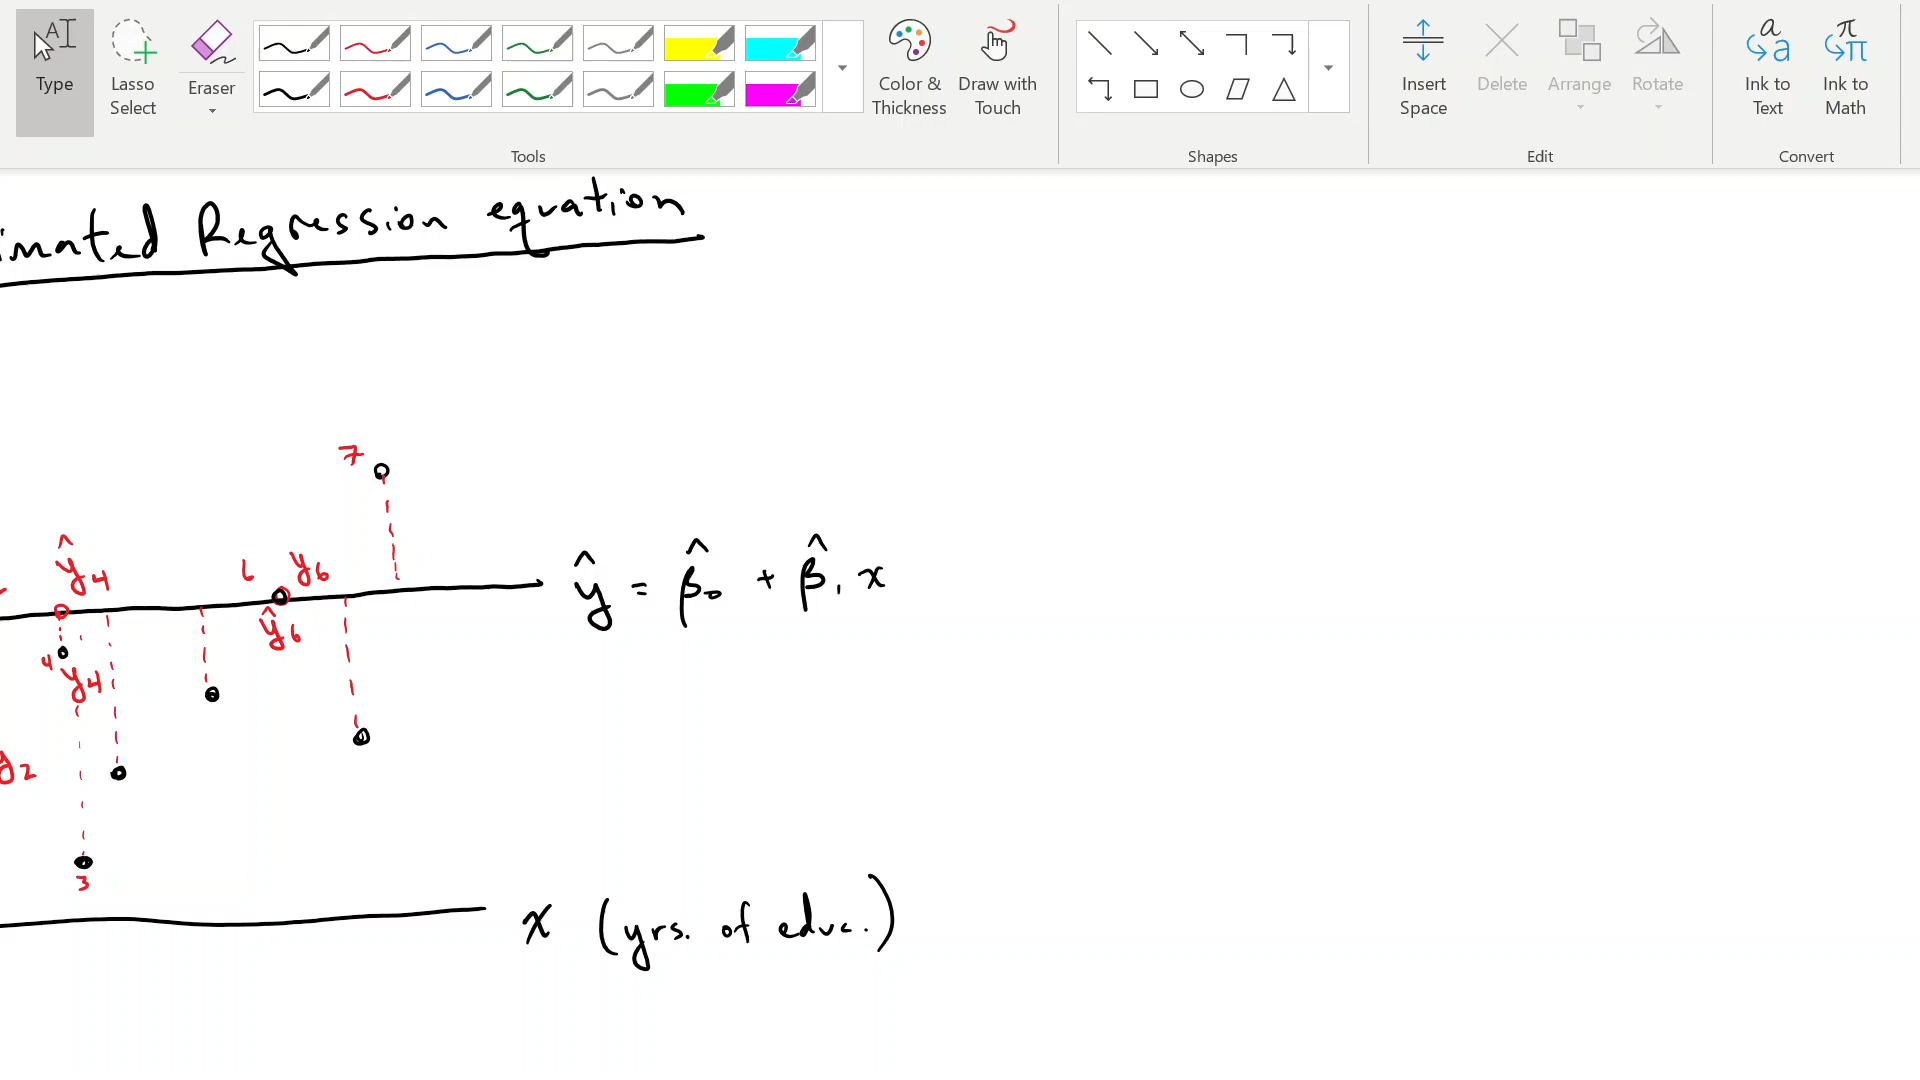 Type
Lasso Select
Eraser
Color & Thickness
Draw with Touch
Insert Space
Delete
Arrange
Rotate
a
a
Ink to Text
π
π
Ink to Math
Tools
Shapes
Edit
Convert
imated Regression equation
7
ŷ4
6 y6
ŷ = β̂0 + β̂1 x
ŷ6
4 y4
y2
3
x (yrs. of educ.)